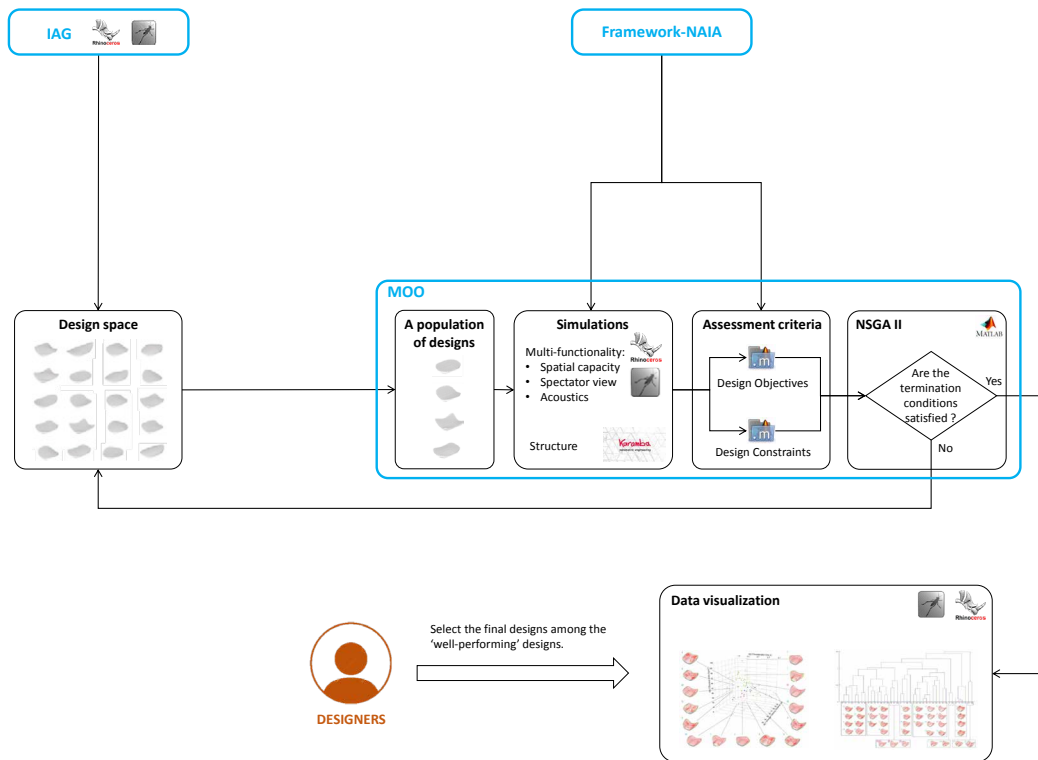 IAG
Rhinoceros
Framework-NAIA
MOO
Design space
A population
of designs
Simulations
Multi-functionality:
• Spatial capacity
• Spectator view
• Acoustics
Rhinoceros
Structure
Karamba
Assessment criteria
.m
Design Objectives
.m
Design Constraints
NSGA II
MATLAB
Are the
termination
conditions
satisfied ?
Yes
No
Data visualization
Rhinoceros
Select the final designs among the
‘well-performing’ designs.
DESIGNERS